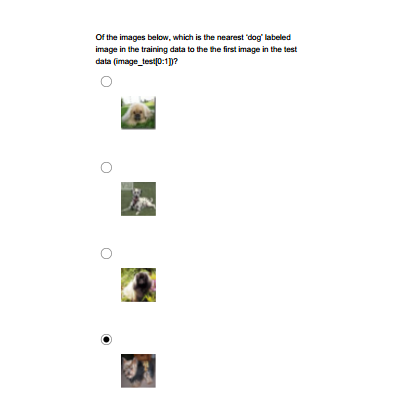 Of the images below, which is the nearest 'dog' labeled
image in the training data to the the first image in the test
data (image_test[0:1])?